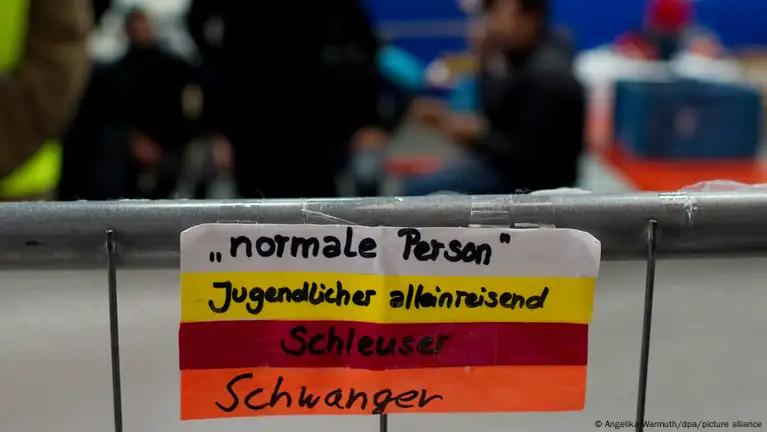 „normale Person"
Jugendlicher alleinreisend
Schleuser
Schwanger
© Angelika Warmuth/dpa/picture alliance